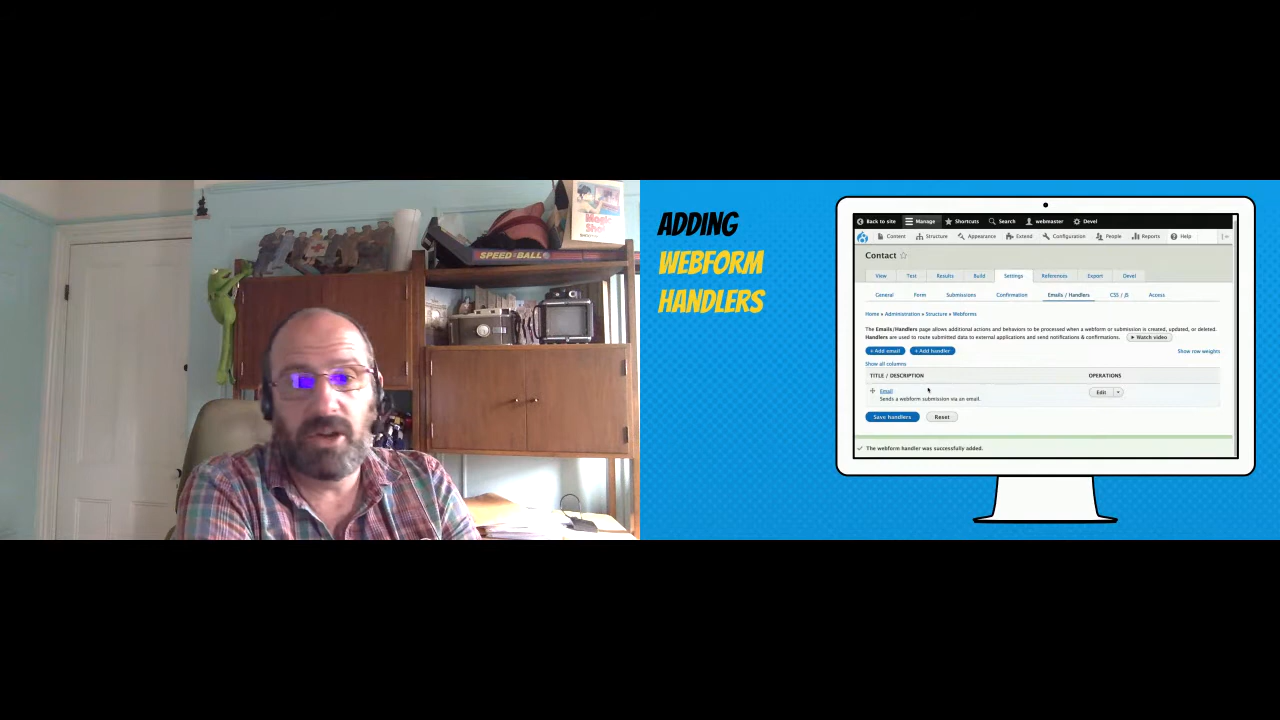 SPEED BALL
Magic
Shot
ADDING
WEBFORM
HANDLERS
Back to site Manage Shortcuts Search webmaster Devel
Content Structure Appearance Extend Configuration People Reports Help
Contact
View Test Results Build Settings References Export Devel
General Form Submissions Confirmation Emails / Handlers CSS / JS Access
Home » Administration » Structure » Webforms
The Emails/Handlers page allows additional actions and behaviors to be processed when a webform or submission is created, updated, or deleted.
Handlers are used to route submitted data to external applications and send notifications & confirmations. Watch video
+ Add email + Add handler
Show row weights
Show all columns
TITLE / DESCRIPTION OPERATIONS
Email Edit
Sends a webform submission via an email.
Save handlers Reset
The webform handler was successfully added.